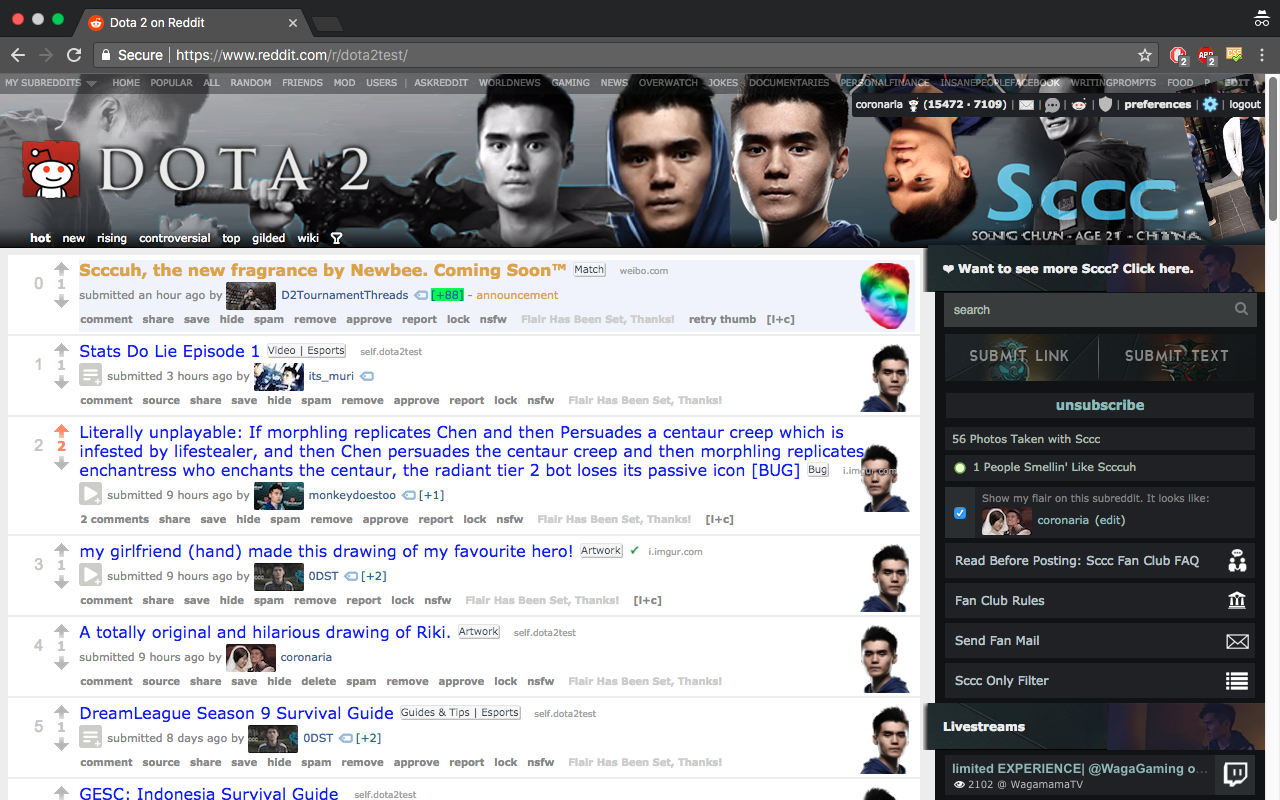 Dota 2 on Reddit
Secure | https://www.reddit.com/r/dota2test/
2
2
MY SUBREDDITS HOME POPULAR ALL RANDOM FRIENDS MOD USERS | ASKREDDIT WORLDNEWS GAMING NEWS OVERWATCH JOKES DOCUMENTARIES PERSONALFINANCE INSANEPEOPLEFACEBOOK WRITINGPROMPTS FOOD P EDIT »
coronaria (15472 · 7109) | | | | | preferences | | logout
DOTA 2
Sccc
SONG CHUN - AGE 21 - CHINA
hot new rising controversial top gilded wiki
0
1
Scccuh, the new fragrance by Newbee. Coming Soon™ Match weibo.com
submitted an hour ago by D2TournamentThreads [+88] - announcement
comment share save hide spam remove approve report lock nsfw Flair Has Been Set, Thanks! retry thumb [l+c]
1
1
Stats Do Lie Episode 1 Video | Esports self.dota2test
submitted 3 hours ago by its_muri
comment source share save hide spam remove approve report lock nsfw Flair Has Been Set, Thanks!
2
2
Literally unplayable: If morphling replicates Chen and then Persuades a centaur creep which is
infested by lifestealer, and then Chen persuades the centaur creep and then morphling replicates
enchantress who enchants the centaur, the radiant tier 2 bot loses its passive icon [BUG] Bug i.imgur.com
submitted 9 hours ago by monkeydoestoo [+1]
2 comments share save hide spam remove approve report lock nsfw Flair Has Been Set, Thanks! [l+c]
3
1
my girlfriend (hand) made this drawing of my favourite hero! Artwork ✔ i.imgur.com
submitted 9 hours ago by 0DST [+2]
comment share save hide spam remove report lock nsfw Flair Has Been Set, Thanks! [l+c]
4
1
A totally original and hilarious drawing of Riki. Artwork self.dota2test
submitted 9 hours ago by coronaria
comment source share save hide delete spam remove approve lock nsfw Flair Has Been Set, Thanks!
5
1
DreamLeague Season 9 Survival Guide Guides & Tips | Esports self.dota2test
submitted 8 days ago by 0DST [+2]
comment source share save hide spam remove approve report lock nsfw Flair Has Been Set, Thanks!
GESC: Indonesia Survival Guide self.dota2test
❤ Want to see more Sccc? Click here.
search
SUBMIT LINK SUBMIT TEXT
unsubscribe
56 Photos Taken with Sccc
1 People Smellin' Like Scccuh
Show my flair on this subreddit. It looks like:
coronaria (edit)
Read Before Posting: Sccc Fan Club FAQ
Fan Club Rules
Send Fan Mail
Sccc Only Filter
Livestreams
limited EXPERIENCE| @WagaGaming o...
2102 @ WagamamaTV